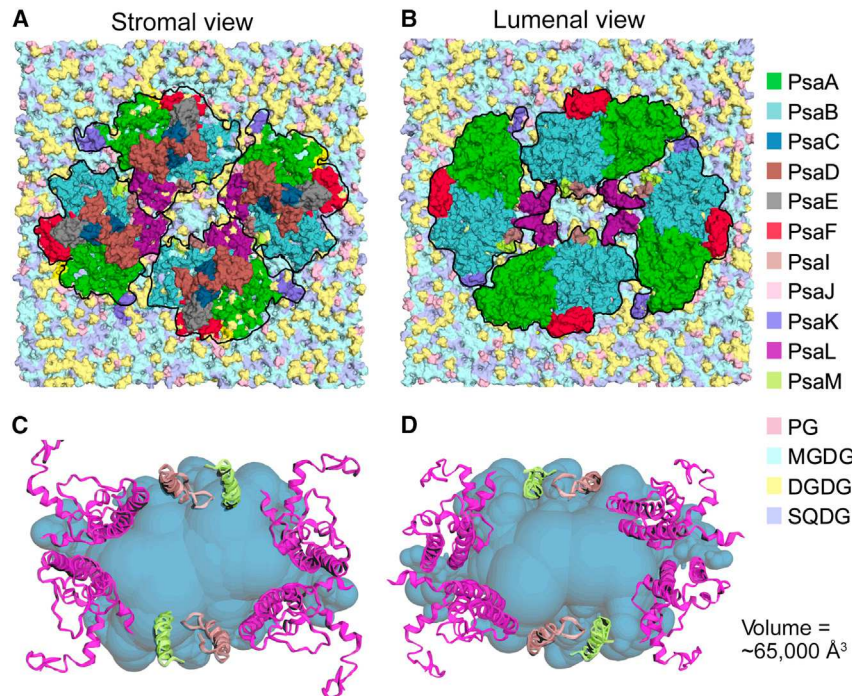 A
Stromal view
B
Lumenal view
PsaA
PsaB
PsaC
PsaD
PsaE
PsaF
PsaI
PsaJ
PsaK
PsaL
PsaM
PG
MGDG
DGDG
SQDG
C
D
Volume =
~65,000 Å³